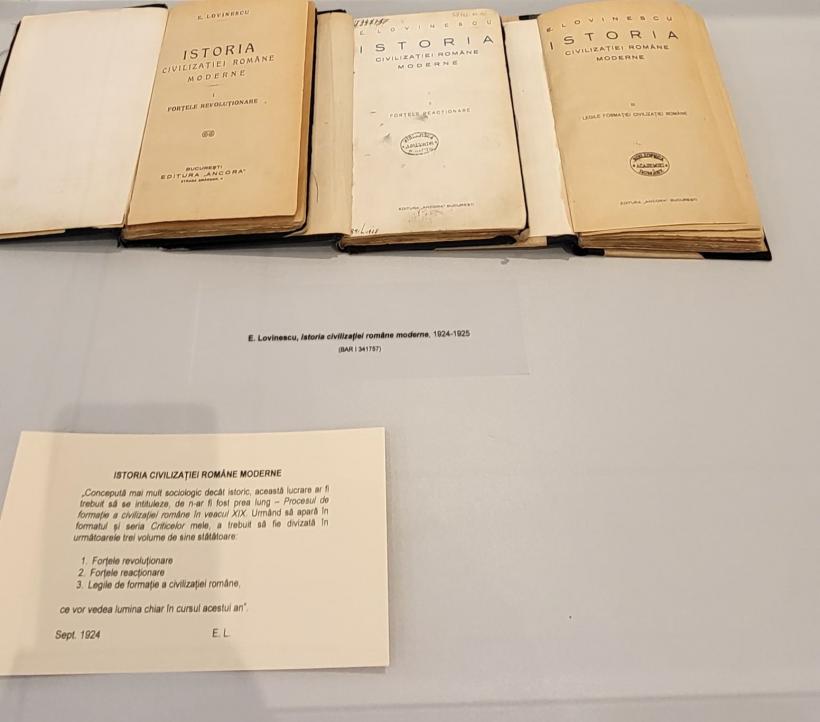 E. LOVINESCU
ISTORIA
CIVILIZAȚIEI ROMÂNE
MODERNE
I
FORȚELE REVOLUȚIONARE
BUCUREȘTI
EDITURA „ANCORA”
E. LOVINESCU
ISTORIA
CIVILIZAȚIEI ROMÂNE
MODERNE
II
FORȚELE REACȚIONARE
EDITURA „ANCORA” BUCUREȘTI
E. LOVINESCU
ISTORIA
CIVILIZAȚIEI ROMÂNE
MODERNE
III
LEGILE FORMAȚIEI CIVILIZAȚIEI ROMÂNE
BIBLIOTECA
ACADEMIEI
ROMÂNE
EDITURA „ANCORA” BUCUREȘTI
E. Lovinescu, Istoria civilizației române moderne, 1924-1925
(BAR I 341757)
ISTORIA CIVILIZAȚIEI ROMÂNE MODERNE
„Concepută mai mult sociologic decât istoric, această lucrare ar fi
trebuit să se intituleze, de n-ar fi fost prea lung – Procesul de
formație a civilizației române în veacul XIX. Urmând să apară în
formatul și seria Criticelor mele, a trebuit să fie divizată în
următoarele trei volume de sine stătătoare:
1. Forțele revoluționare
2. Forțele reacționare
3. Legile de formație a civilizației române,
ce vor vedea lumina chiar în cursul acestui an”.
Sept. 1924 E. L.